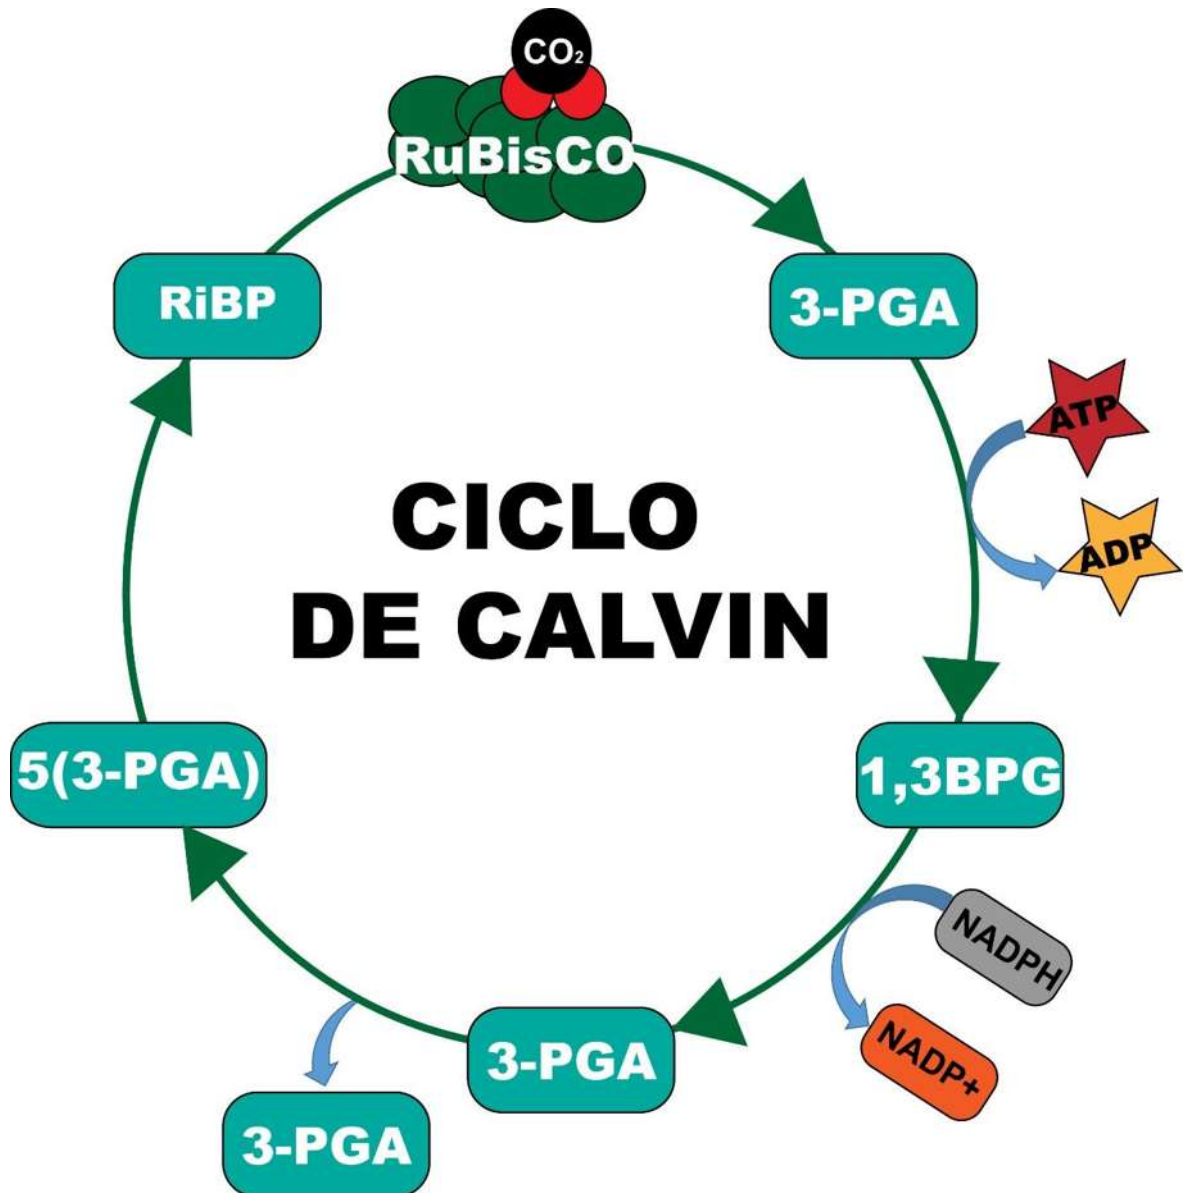 CO₂
RuBisCO
RiBP
3-PGA
ATP
CICLO
DE CALVIN
ADP
5(3-PGA)
1,3BPG
NADPH
3-PGA
NADP+
3-PGA